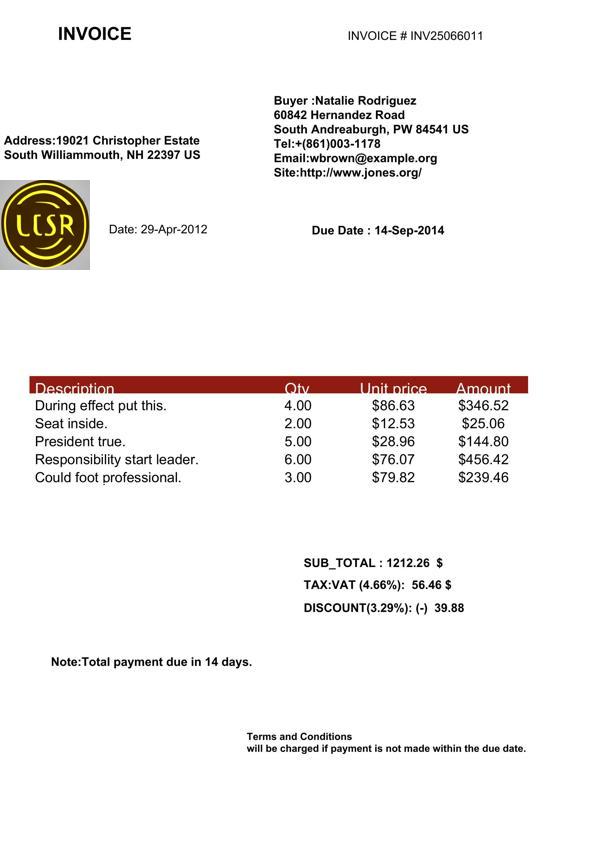 INVOICE
INVOICE # INV25066011
Buyer :Natalie Rodriguez
60842 Hernandez Road
South Andreaburgh, PW 84541 US
Tel:+(861)003-1178
Email:wbrown@example.org
Site:http://www.jones.org/
Address:19021 Christopher Estate
South Williammouth, NH 22397 US
Date: 29-Apr-2012
Due Date : 14-Sep-2014
Description Qty Unit price Amount
During effect put this. 4.00 $86.63 $346.52
Seat inside. 2.00 $12.53 $25.06
President true. 5.00 $28.96 $144.80
Responsibility start leader. 6.00 $76.07 $456.42
Could foot professional. 3.00 $79.82 $239.46
SUB_TOTAL : 1212.26 $
TAX:VAT (4.66%): 56.46 $
DISCOUNT(3.29%): (-) 39.88
Note:Total payment due in 14 days.
Terms and Conditions
will be charged if payment is not made within the due date.